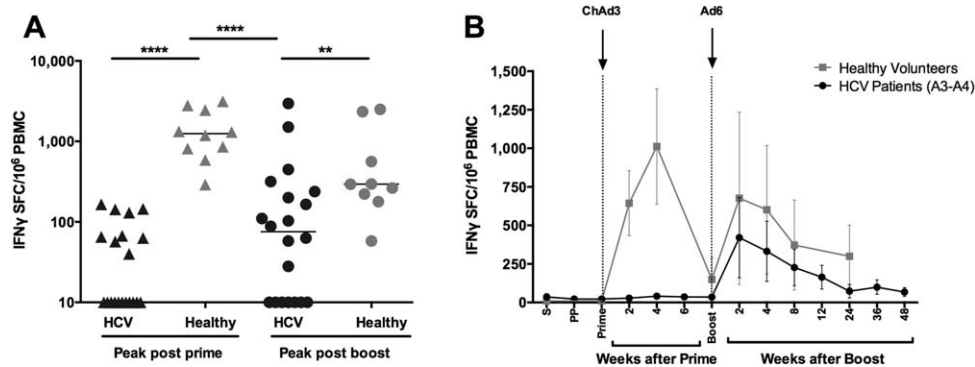 A
****
****
**
IFNγ SFC/10⁶ PBMC
10,000
1,000
100
10
HCV Healthy HCV Healthy
Peak post prime Peak post boost
B
ChAd3 Ad6
Healthy Volunteers
HCV Patients (A3-A4)
IFNγ SFC/10⁶ PBMC
1,500
1,250
1,000
750
500
250
0
S PP Prime 2 4 6 Boost 2 4 8 12 24 36 48
Weeks after Prime Weeks after Boost